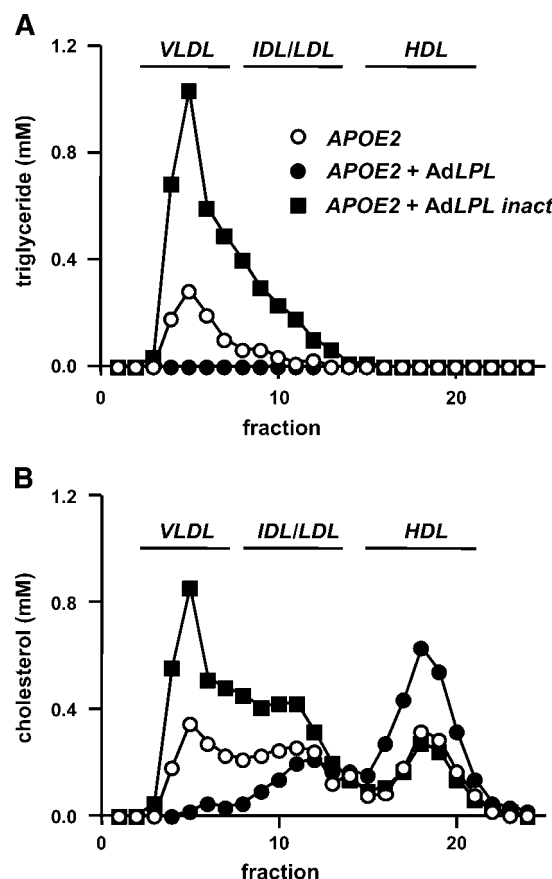 A
1.2
VLDL IDL/LDL HDL
APOE2
0.8
APOE2 + AdLPL
APOE2 + AdLPL inact
triglyceride (mM)
0.4
0.0
0 10 20
fraction
B
1.2
VLDL IDL/LDL HDL
0.8
cholesterol (mM)
0.4
0.0
0 10 20
fraction